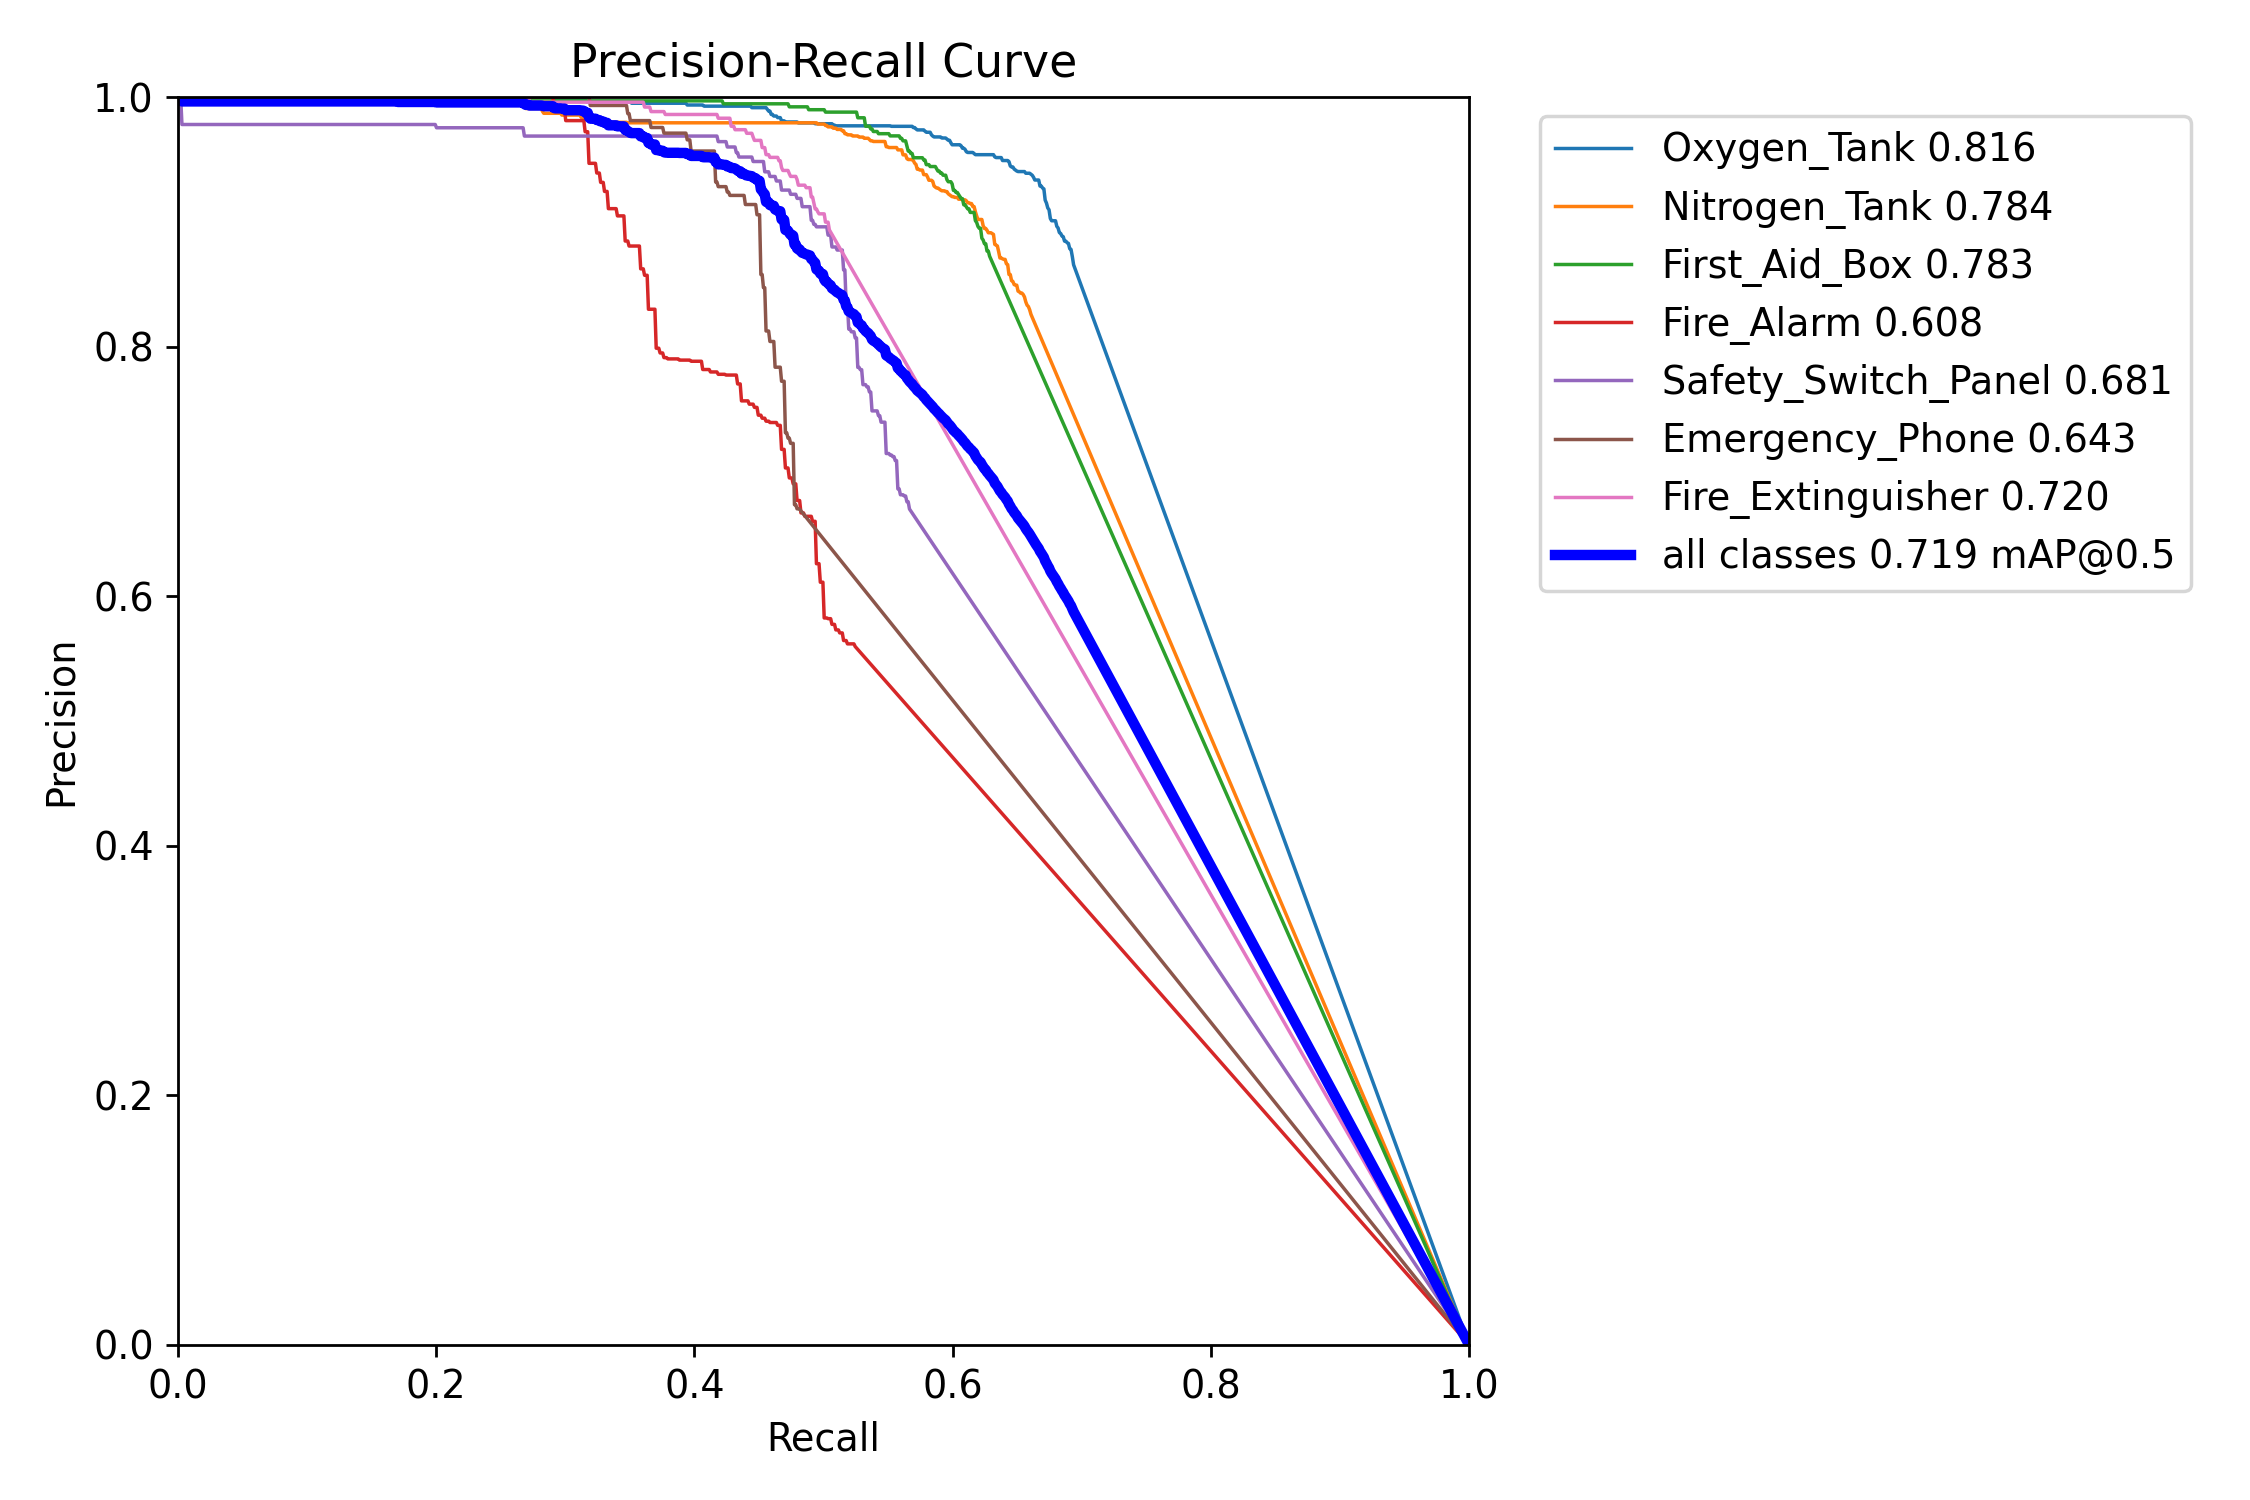 Precision-Recall Curve
1.0
0.8
0.6
0.4
0.2
0.0
Precision
0.0 0.2 0.4 0.6 0.8 1.0
Recall
Oxygen_Tank 0.816
Nitrogen_Tank 0.784
First_Aid_Box 0.783
Fire_Alarm 0.608
Safety_Switch_Panel 0.681
Emergency_Phone 0.643
Fire_Extinguisher 0.720
all classes 0.719 mAP@0.5